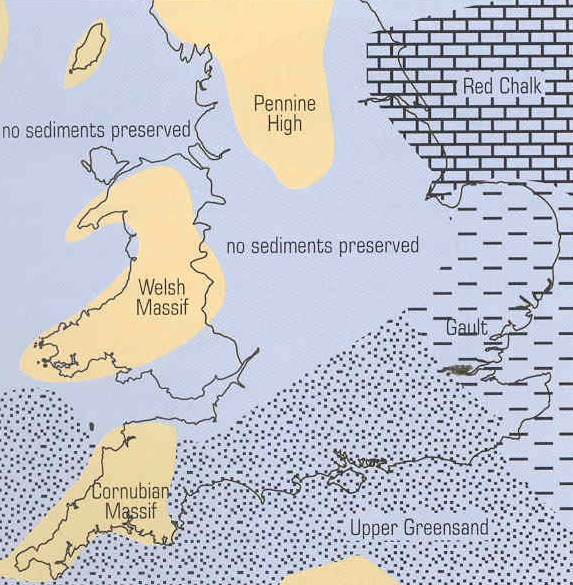 Red Chalk
Pennine
High
no sediments preserved
no sediments preserved
Welsh
Massif
Gault
Cornubian
Massif
Upper Greensand